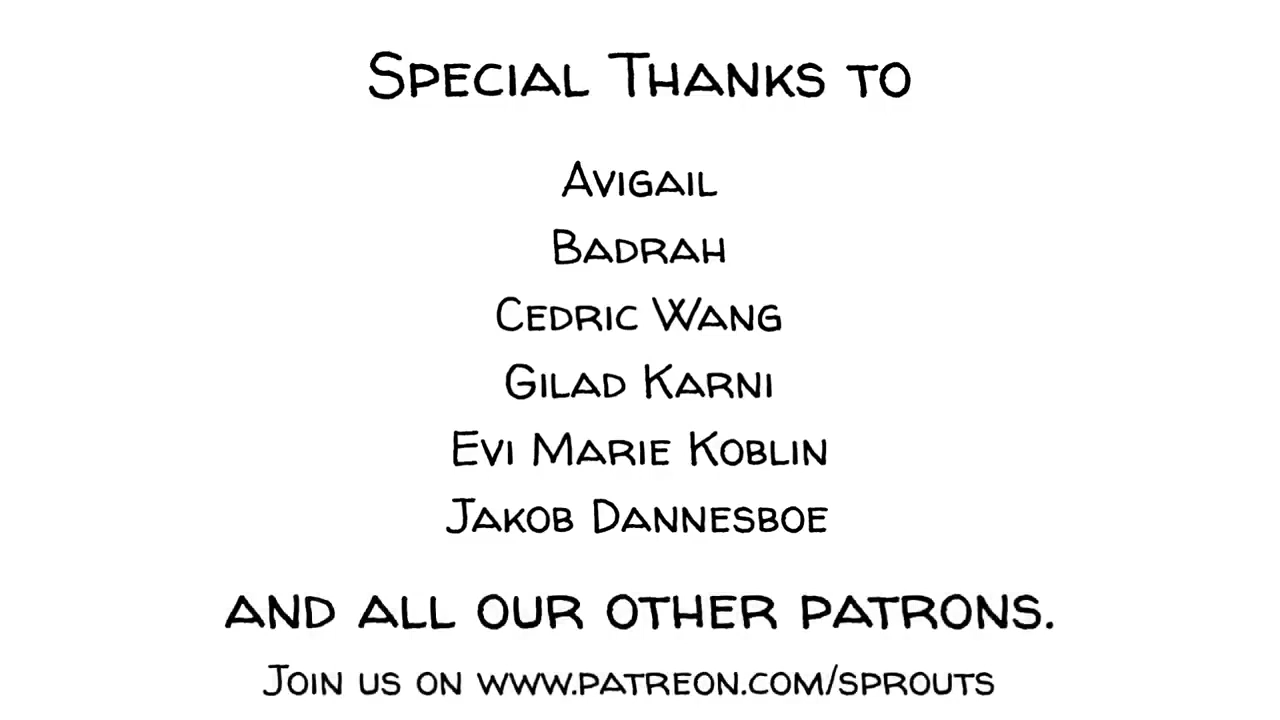 Special Thanks to
Avigail
Badrah
Cedric Wang
Gilad Karni
Evi Marie Koblin
Jakob Dannesboe
and all our other patrons.
Join us on www.patreon.com/sprouts